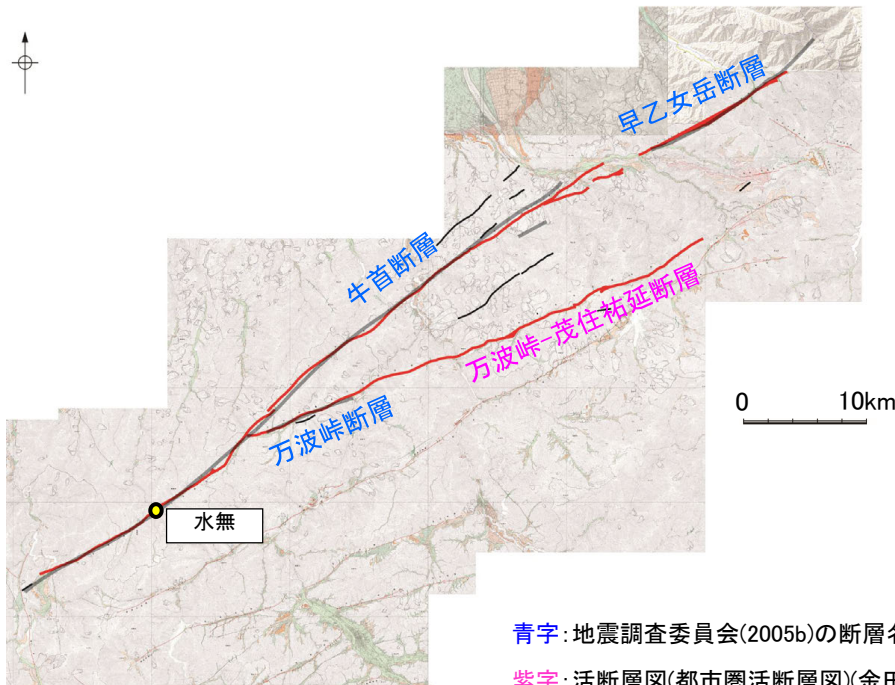 早乙女岳断層
牛首断層
万波峠-茂住祐延断層
万波峠断層
0 10km
水無
青字:地震調査委員会(2005b)の断層名
紫字:活断層図(都市圏活断層図)(金田